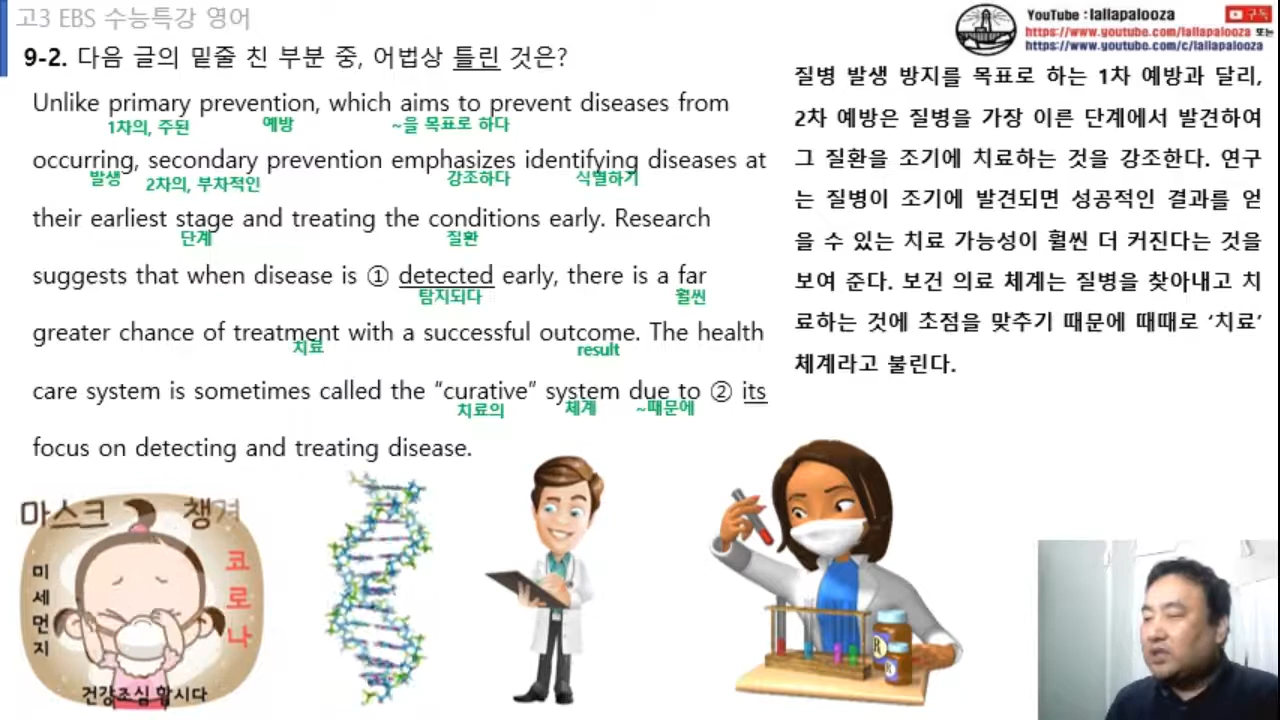 고3 EBS 수능특강 영어
YouTube : lallapalooza
구독
https://www.youtube.com/lallapalooza 또는
https://www.youtube.com/c/lallapalooza
9-2. 다음 글의 밑줄 친 부분 중, 어법상 틀린 것은?
Unlike primary prevention, which aims to prevent diseases from
1차의, 주된 예방 ~을 목표로 하다
occurring, secondary prevention emphasizes identifying diseases at
발생 2차의, 부차적인 강조하다 식별하기
their earliest stage and treating the conditions early. Research
단계 질환
suggests that when disease is ① detected early, there is a far
탐지되다 훨씬
greater chance of treatment with a successful outcome. The health
치료 result
care system is sometimes called the “curative” system due to ② its
치료의 체계 ~때문에
focus on detecting and treating disease.
질병 발생 방지를 목표로 하는 1차 예방과 달리,
2차 예방은 질병을 가장 이른 단계에서 발견하여
그 질환을 조기에 치료하는 것을 강조한다. 연구
는 질병이 조기에 발견되면 성공적인 결과를 얻
을 수 있는 치료 가능성이 훨씬 더 커진다는 것을
보여 준다. 보건 의료 체계는 질병을 찾아내고 치
료하는 것에 초점을 맞추기 때문에 때때로 ‘치료’
체계라고 불린다.
마스크 챙겨
미세먼지
코로나
건강조심 합시다
R
R